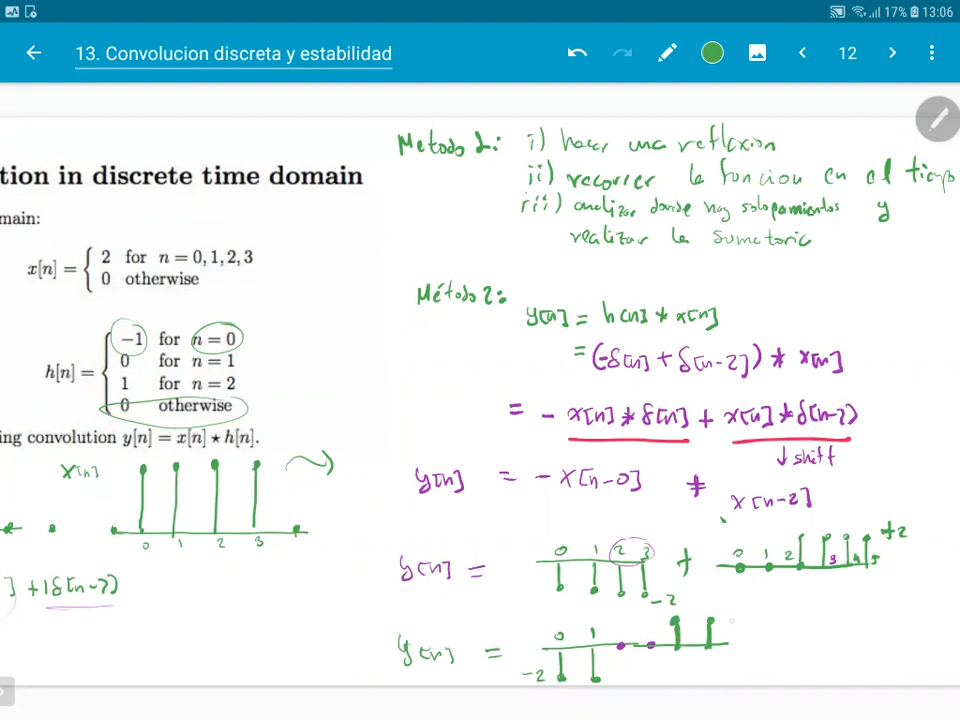 17% 13:06
13. Convolucion discreta y estabilidad
12
tion in discrete time domain
main:
x[n] = { 2 for n = 0, 1, 2, 3
0 otherwise
h[n] = { −1 for n = 0
0 for n = 1
1 for n = 2
0 otherwise
ing convolution y[n] = x[n] ⋆ h[n].
x[n]
0 1 2 3
] + 1δ[n-2]
Metodo 1: i) hacer una reflexion
ii) recorrer la funcion en el tiempo
iii) analizar donde hay solapamientos y
realizar la sumatoria
Método 2:
y[n] = h[n] * x[n]
= (-δ[n] + δ[n-2]) * x[n]
= - x[n] * δ[n] + x[n] * δ[n-2]
↓ shift
y[n] = - x[n-0] + x[n-2]
y[n] = 0 1 2 3 -2 + 0 1 2 3 4 5 +2
y[n] = 0 1 -2